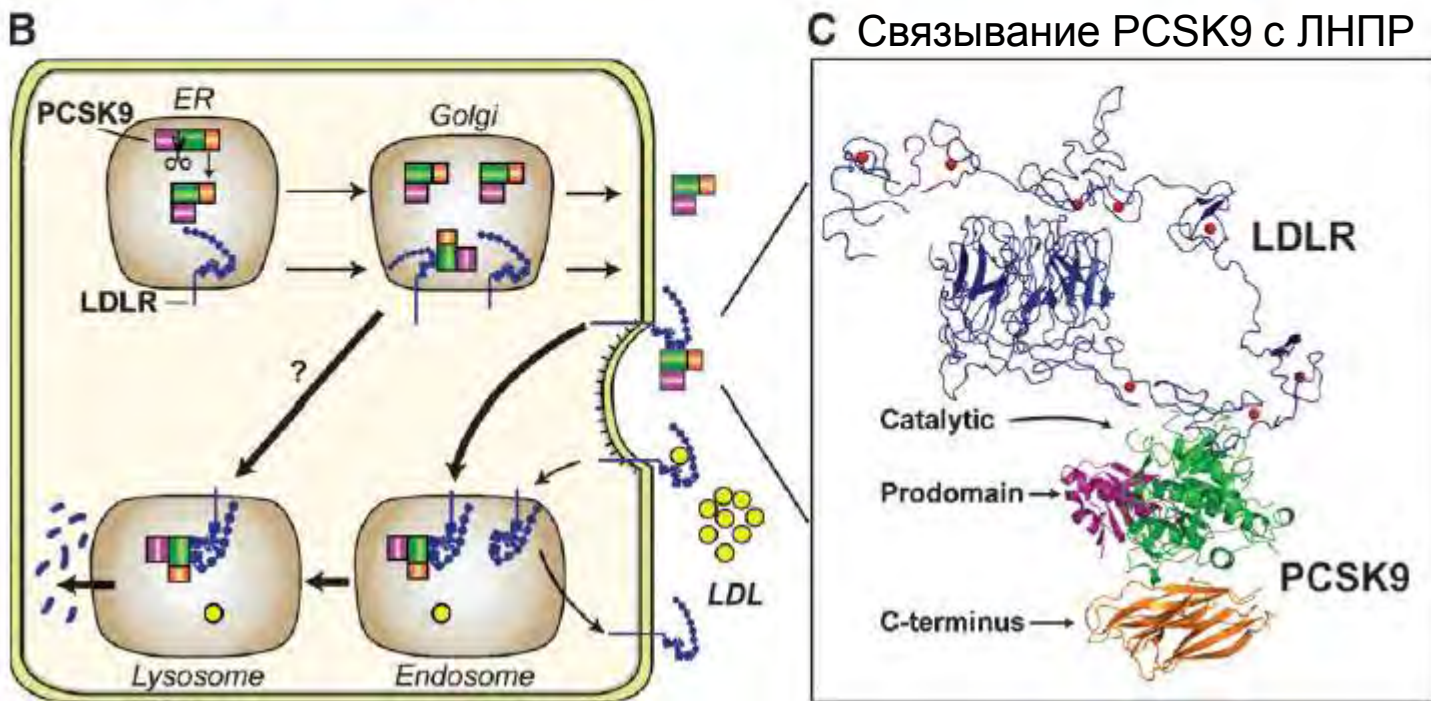 B
C Связывание PCSK9 с ЛНПР
ER
PCSK9
Golgi
LDLR
?
LDL
Lysosome
Endosome
LDLR
Catalytic
Prodomain
PCSK9
C-terminus